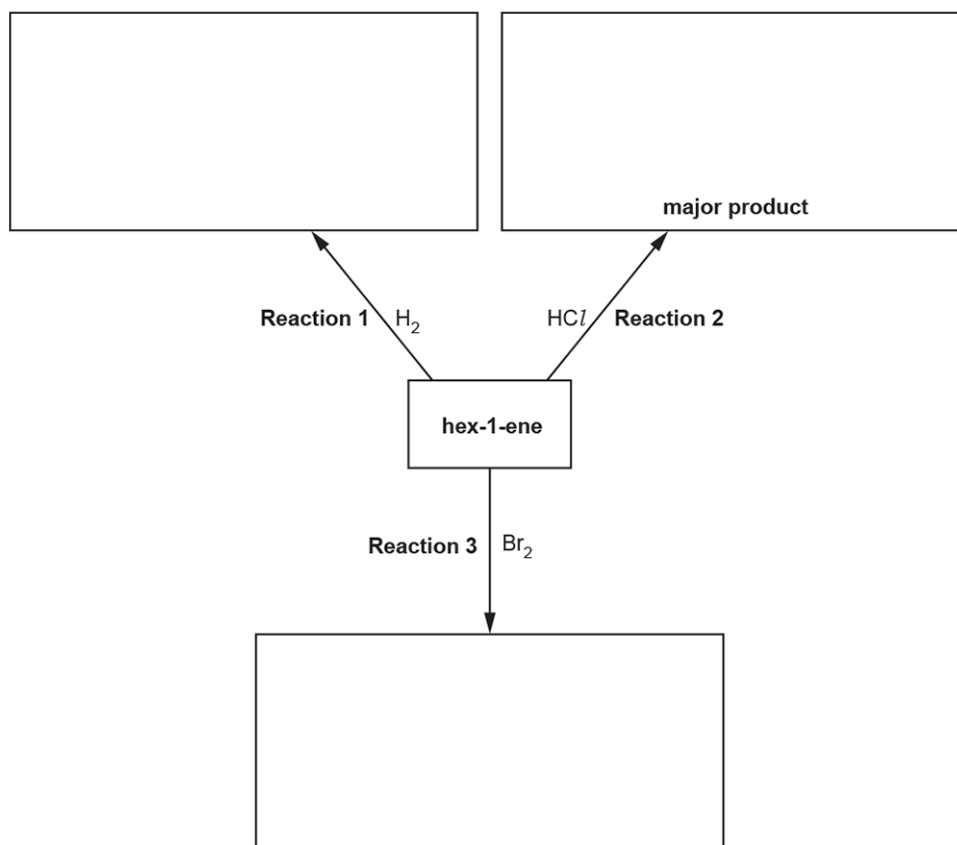 major product
Reaction 1 H₂ HCl Reaction 2
hex-1-ene
Reaction 3 Br₂